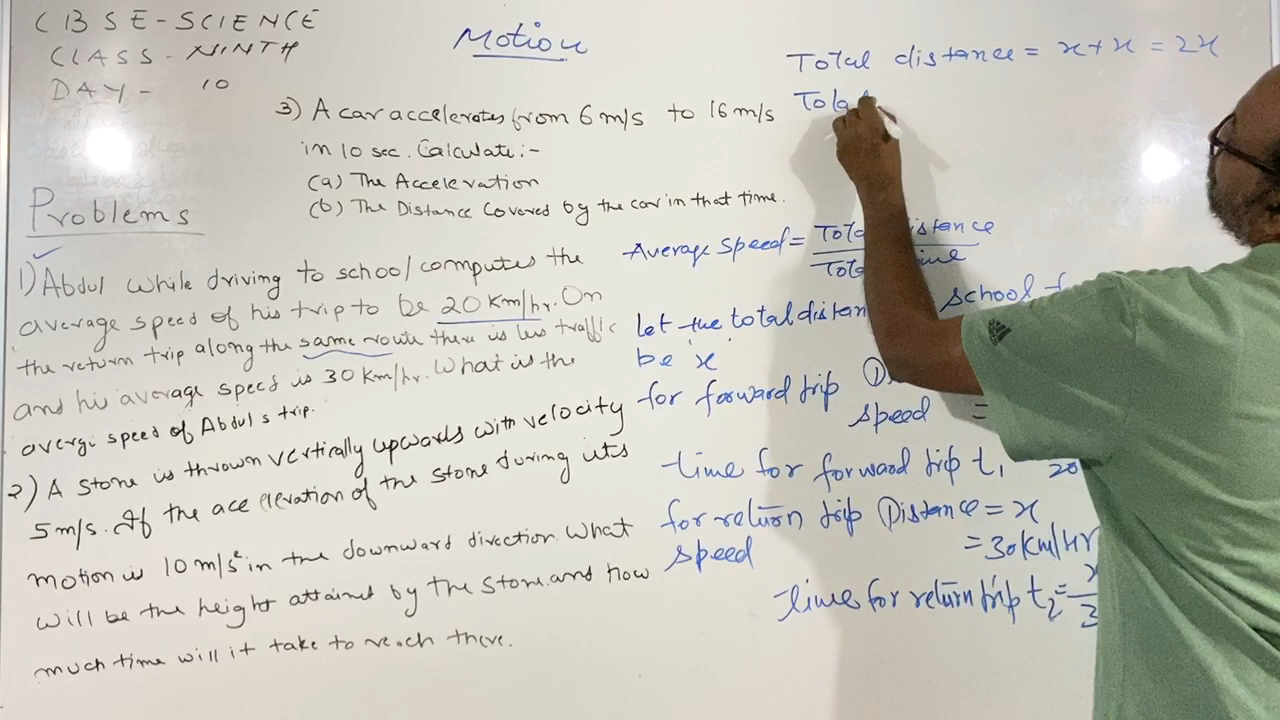 CBSE-SCIENCE
CLASS - NINTH
DAY - 10
Motion
Problems
1) Abdul while driving to school computes the
average speed of his trip to be 20 Km/hr. On
the return trip along the same route there is less traffic
and his average speed is 30 Km/hr. What is the
averge speed of Abdul s trip.
2) A stone is thrown vertically upwards with velocity
5 m/s. If the acceleration of the stone during its
motion is 10 m/s² in the downward direction. What
will be the height attained by the stone. and how
much time will it take to reach there.
3) A car accelerates from 6 m/s to 16 m/s
in 10 sec. Calculate :-
(a) The Acceleration
(b) The Distance Covered by the car in that time.
Total distance = x + x = 2x
Average speed =
let the total distan school
be x
for forward trip
speed =
time for forward trip t₁ 20
for return trip Distance = x
speed = 30 Km/Hr
time for return trip t₂ = x/3